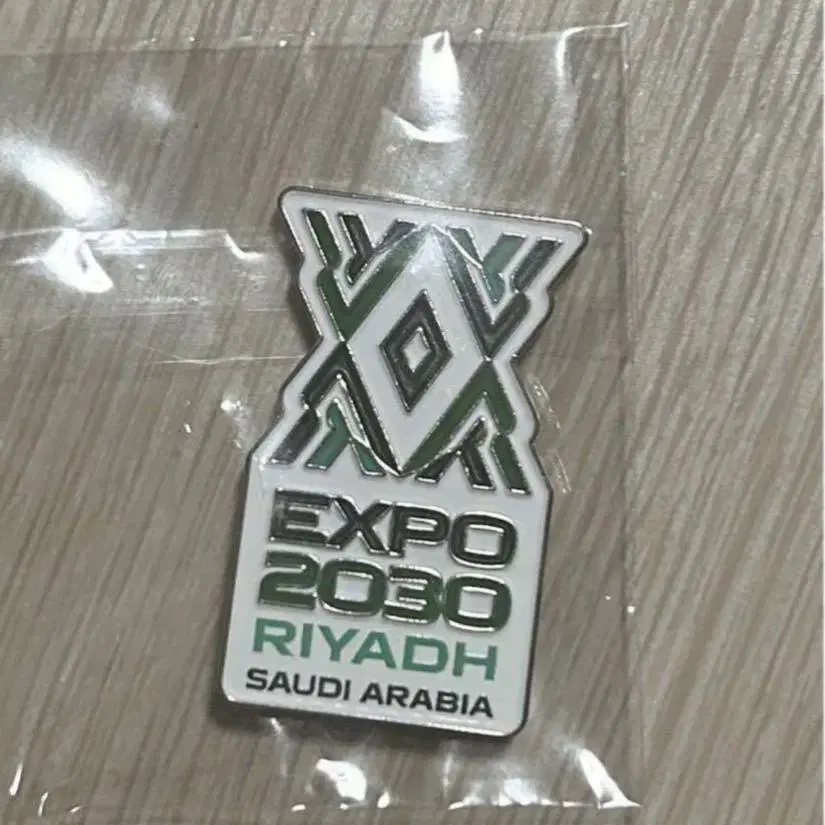 EXPO
2030
RIYADH
SAUDI ARABIA